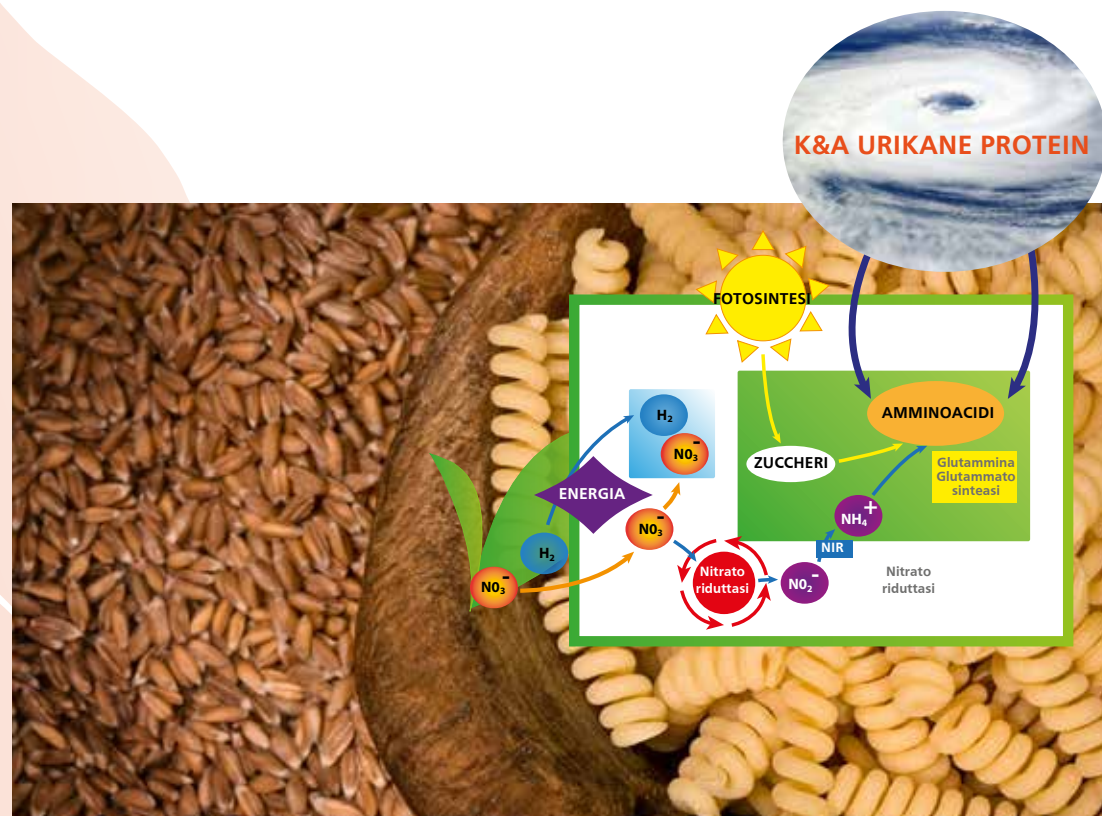 K&A URIKANE PROTEIN
FOTOSINTESI
H₂
N0₃⁻
AMMINOACIDI
ZUCCHERI
Glutammina
Glutammato
sinteasi
ENERGIA
N0₃⁻
NH₄⁺
H₂
NIR
N0₃⁻
Nitrato
riduttasi
N0₂⁻
Nitrato
riduttasi